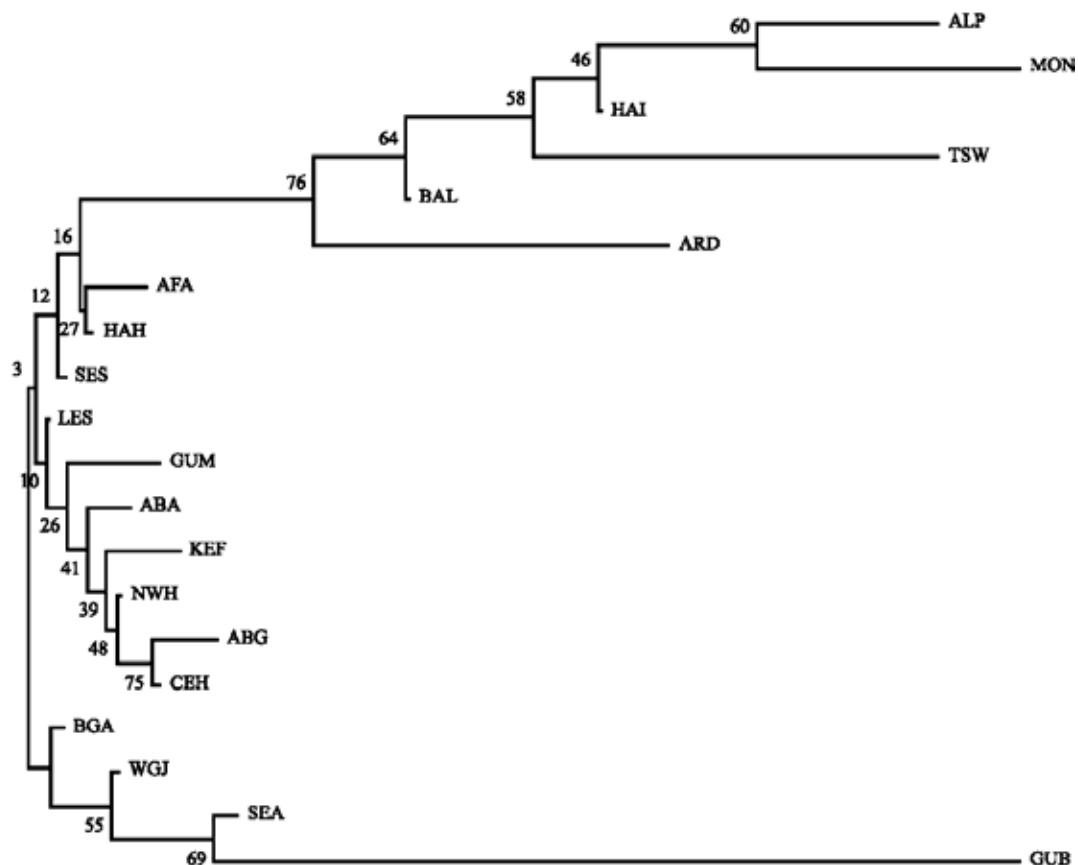 ALP
60
MON
46
HAI
58
TSW
64
BAL
76
ARD
16
AFA
12
27
HAH
3
SES
LES
GUM
10
ABA
26
KEF
41
NWH
39
ABG
48
CEH
75
BGA
WGJ
SEA
55
GUB
69